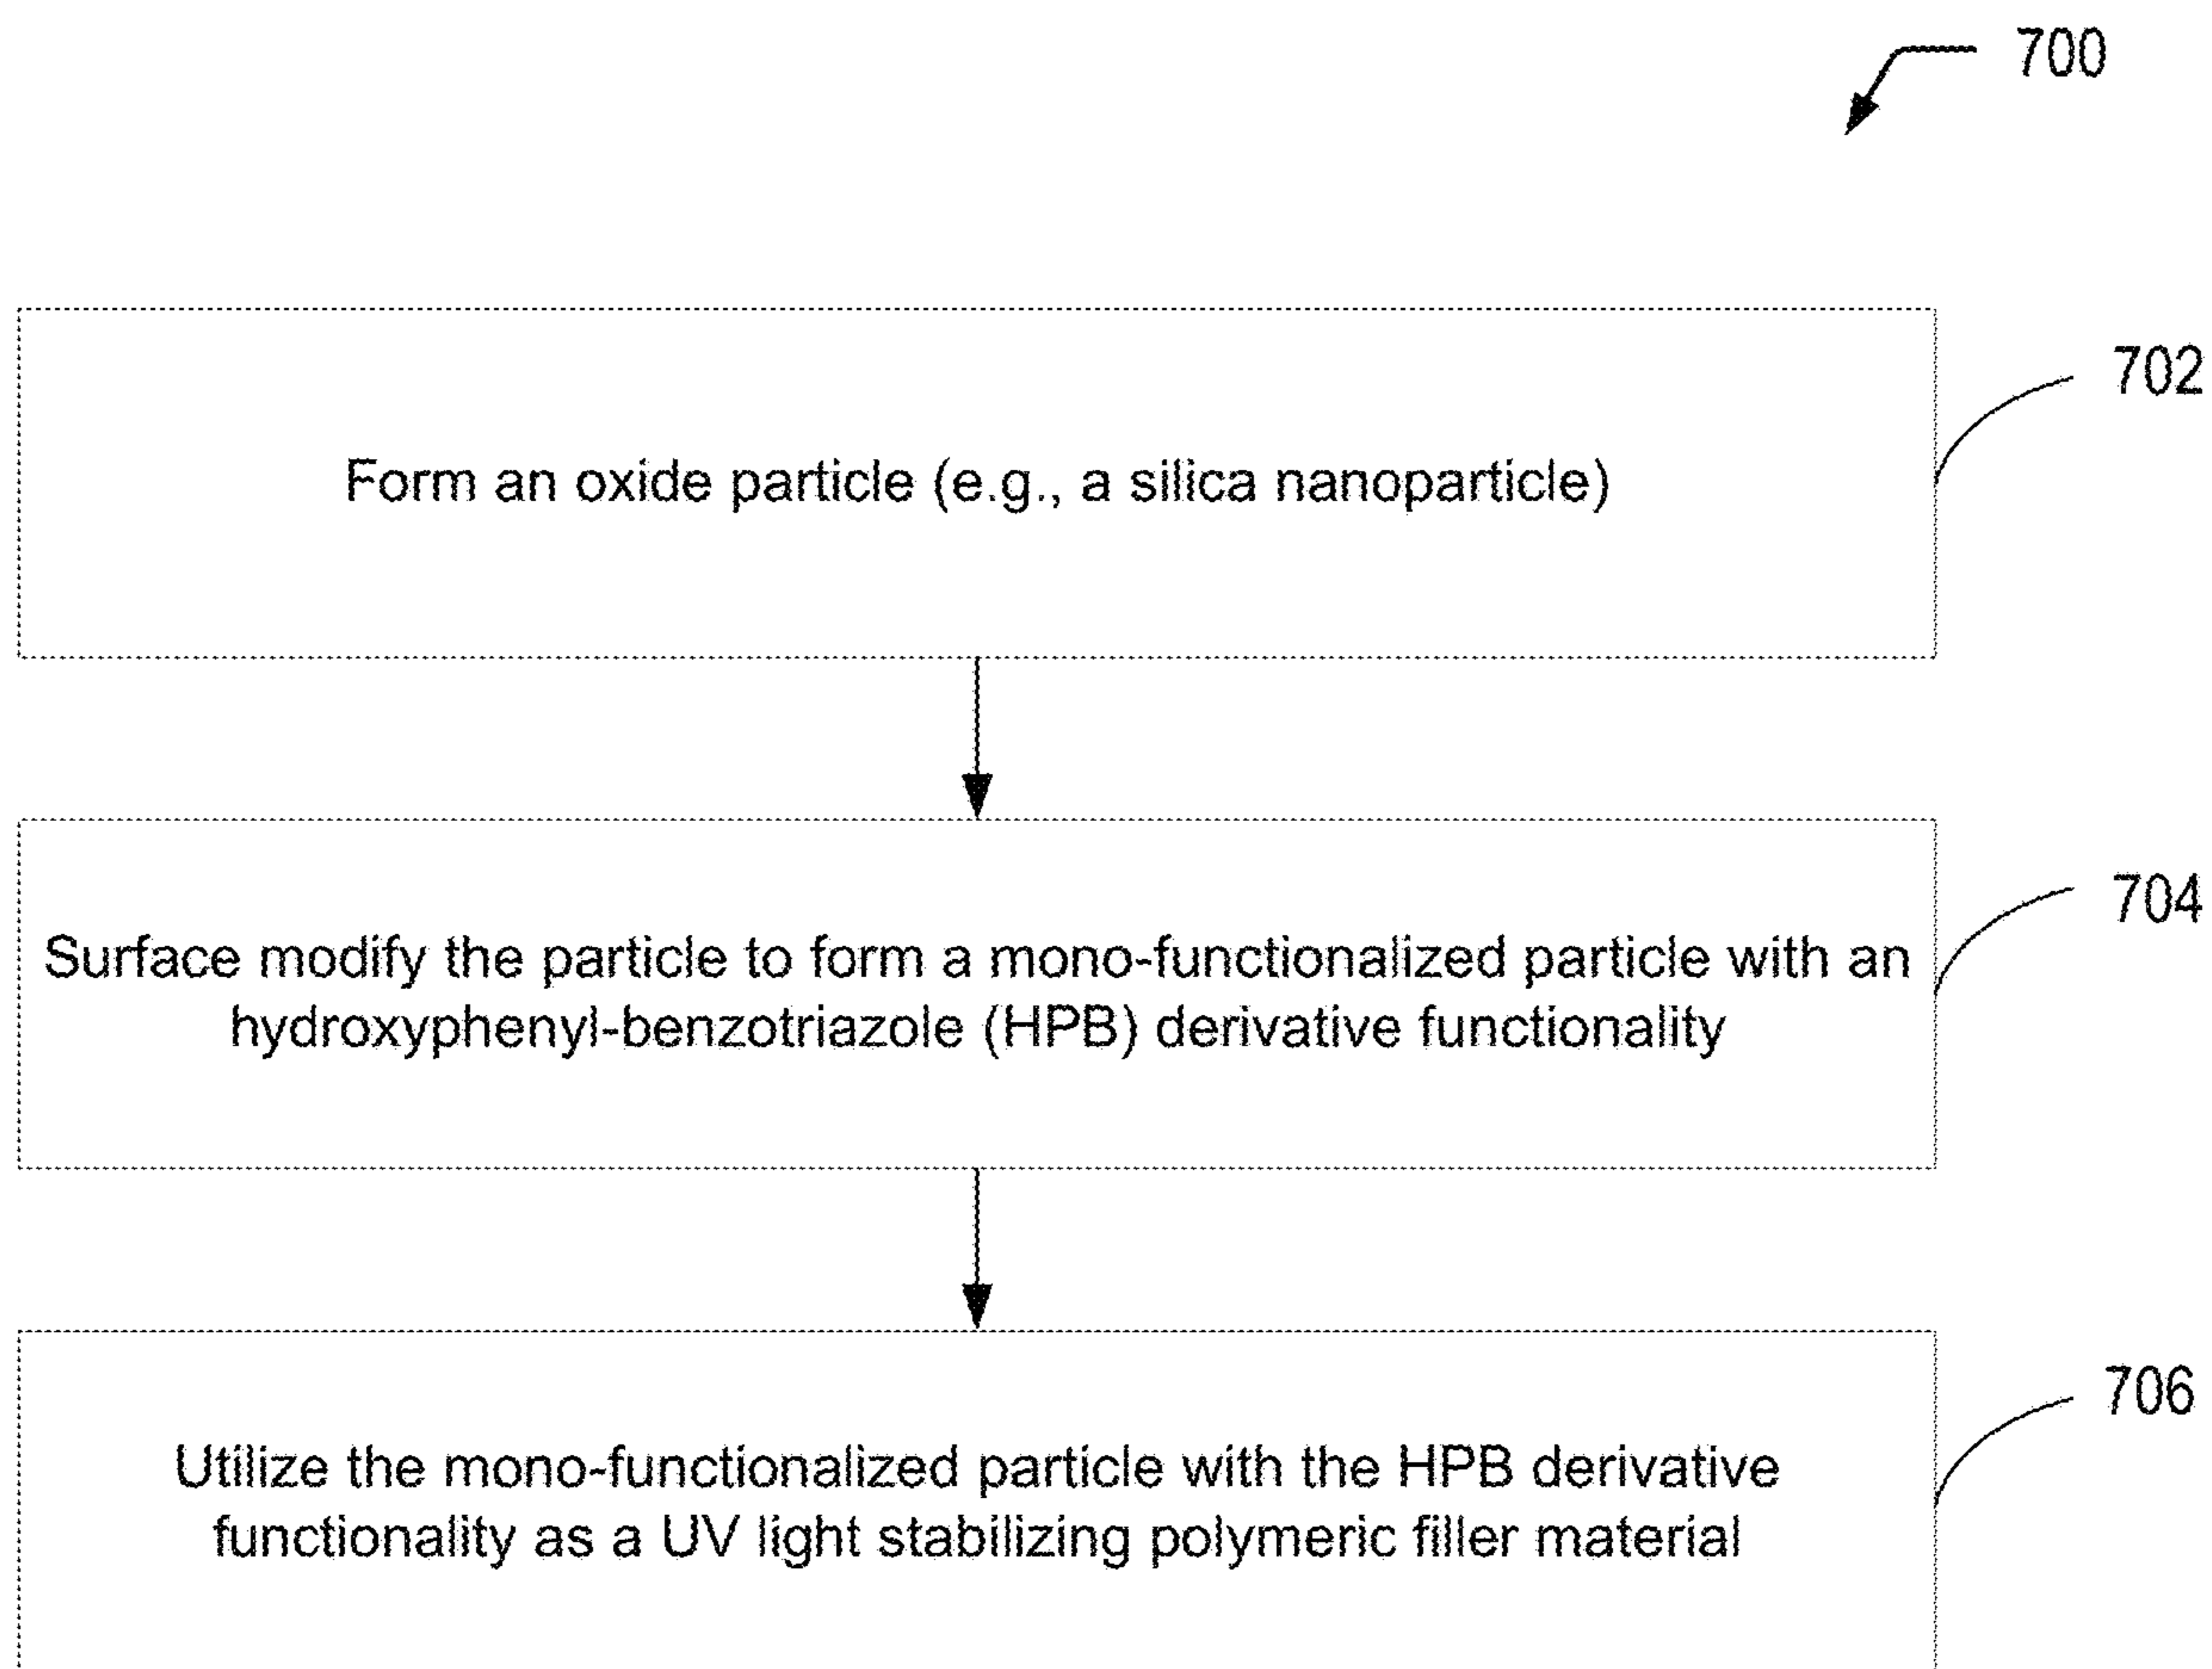 700
Form an oxide particle (e.g., a silica nanoparticle)
702
Surface modify the particle to form a mono-functionalized particle with an
hydroxyphenyl-benzotriazole (HPB) derivative functionality
704
Utilize the mono-functionalized particle with the HPB derivative
functionality as a UV light stabilizing polymeric filler material
706